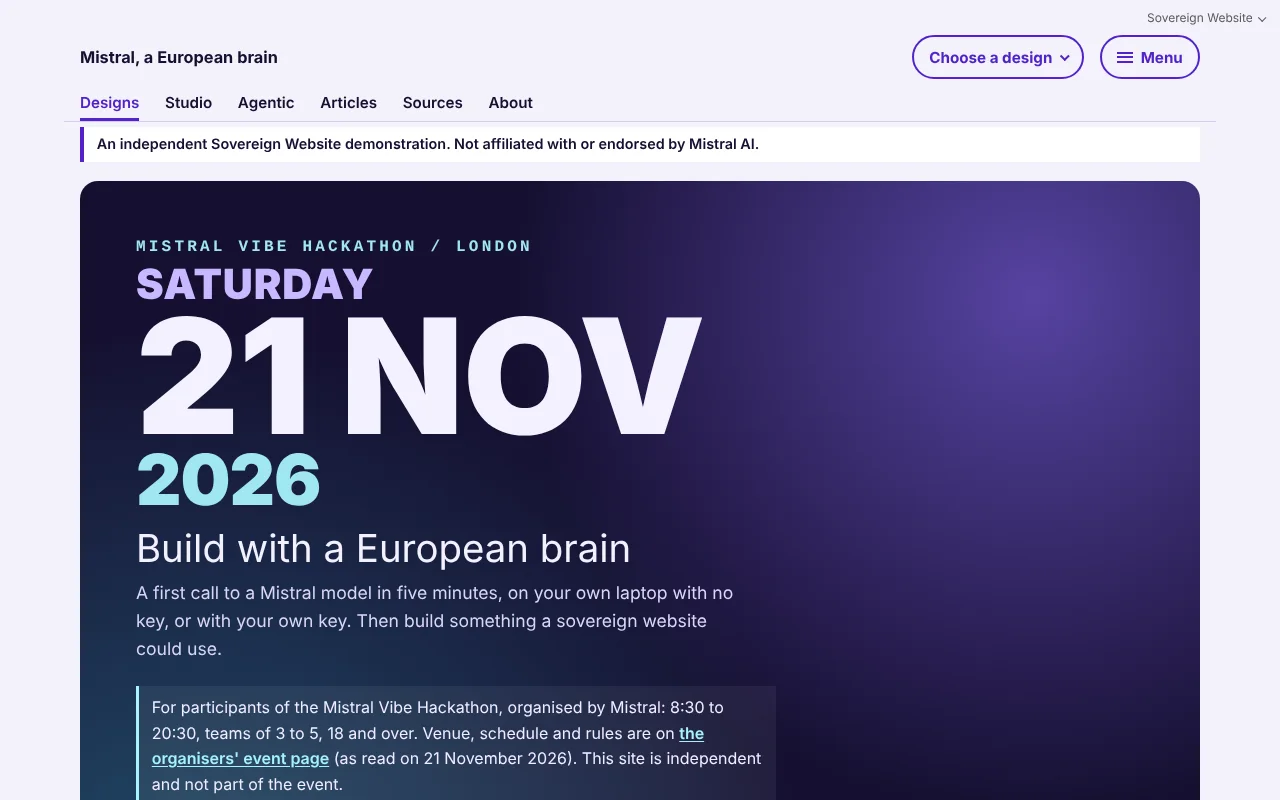 Sovereign Website
Mistral, a European brain
Choose a design
Menu
Designs Studio Agentic Articles Sources About
An independent Sovereign Website demonstration. Not affiliated with or endorsed by Mistral AI.
MISTRAL VIBE HACKATHON / LONDON
SATURDAY
21 NOV
2026
Build with a European brain
A first call to a Mistral model in five minutes, on your own laptop with no
key, or with your own key. Then build something a sovereign website
could use.
For participants of the Mistral Vibe Hackathon, organised by Mistral: 8:30 to
20:30, teams of 3 to 5, 18 and over. Venue, schedule and rules are on the
organisers' event page (as read on 21 November 2026). This site is independent
and not part of the event.